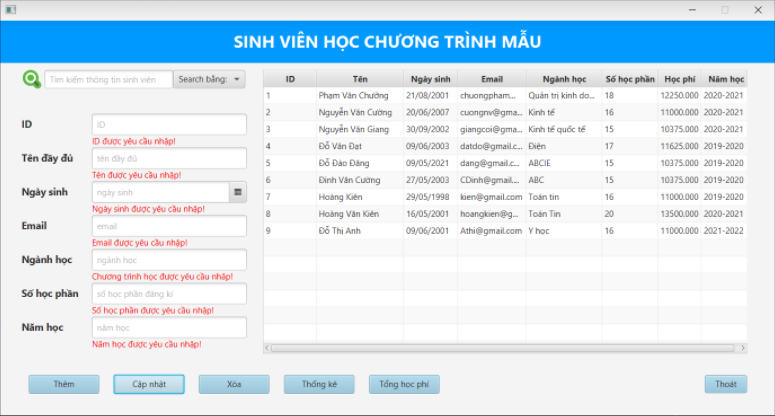 SINH VIÊN HỌC CHƯƠNG TRÌNH MẪU
Tìm kiếm thông tin sinh viên Search bằng:
ID ID
ID được yêu cầu nhập!
Tên đầy đủ tên đầy đủ
Tên được yêu cầu nhập!
Ngày sinh ngày sinh
Ngày sinh được yêu cầu nhập!
Email email
Email được yêu cầu nhập!
Ngành học ngành học
Chương trình học được yêu cầu nhập!
Số học phần số học phần đăng kí
Số học phần được yêu cầu nhập!
Năm học năm học
Năm học được yêu cầu nhập!
ID Tên Ngày sinh Email Ngành học Số học phần Học phí Năm học
1 Phạm Văn Chưởng 21/08/2001 chuongpham... Quản trị kinh do... 18 12250.000 2020-2021
2 Nguyễn Văn Cường 20/06/2007 cuongnv@gma... Kinh tế 16 11000.000 2020-2021
3 Nguyễn Văn Giang 30/09/2002 giangcoi@gma... Kinh tế quốc tế 15 10375.000 2020-2021
4 Đỗ Văn Đạt 09/06/2003 datdo@gmail.c... Điện 17 11625.000 2019-2020
5 Đỗ Đào Đăng 09/05/2021 dang@gmail.c... ABCIE 15 10375.000 2019-2020
6 Đinh Văn Cường 27/05/2003 CDinh@gmail... ABC 15 10375.000 2019-2020
7 Hoàng Kiên 29/05/1998 kien@gmail.com Toán tin 16 11000.000 2019-2020
8 Hoàng Văn Kiên 16/05/2001 hoangkien@g... Toán Tin 20 13500.000 2020-2021
9 Đỗ Thị Anh 09/06/2001 Athi@gmail.com Y học 16 11000.000 2021-2022
Thêm Cập nhật Xóa Thống kê Tổng học phí Thoát